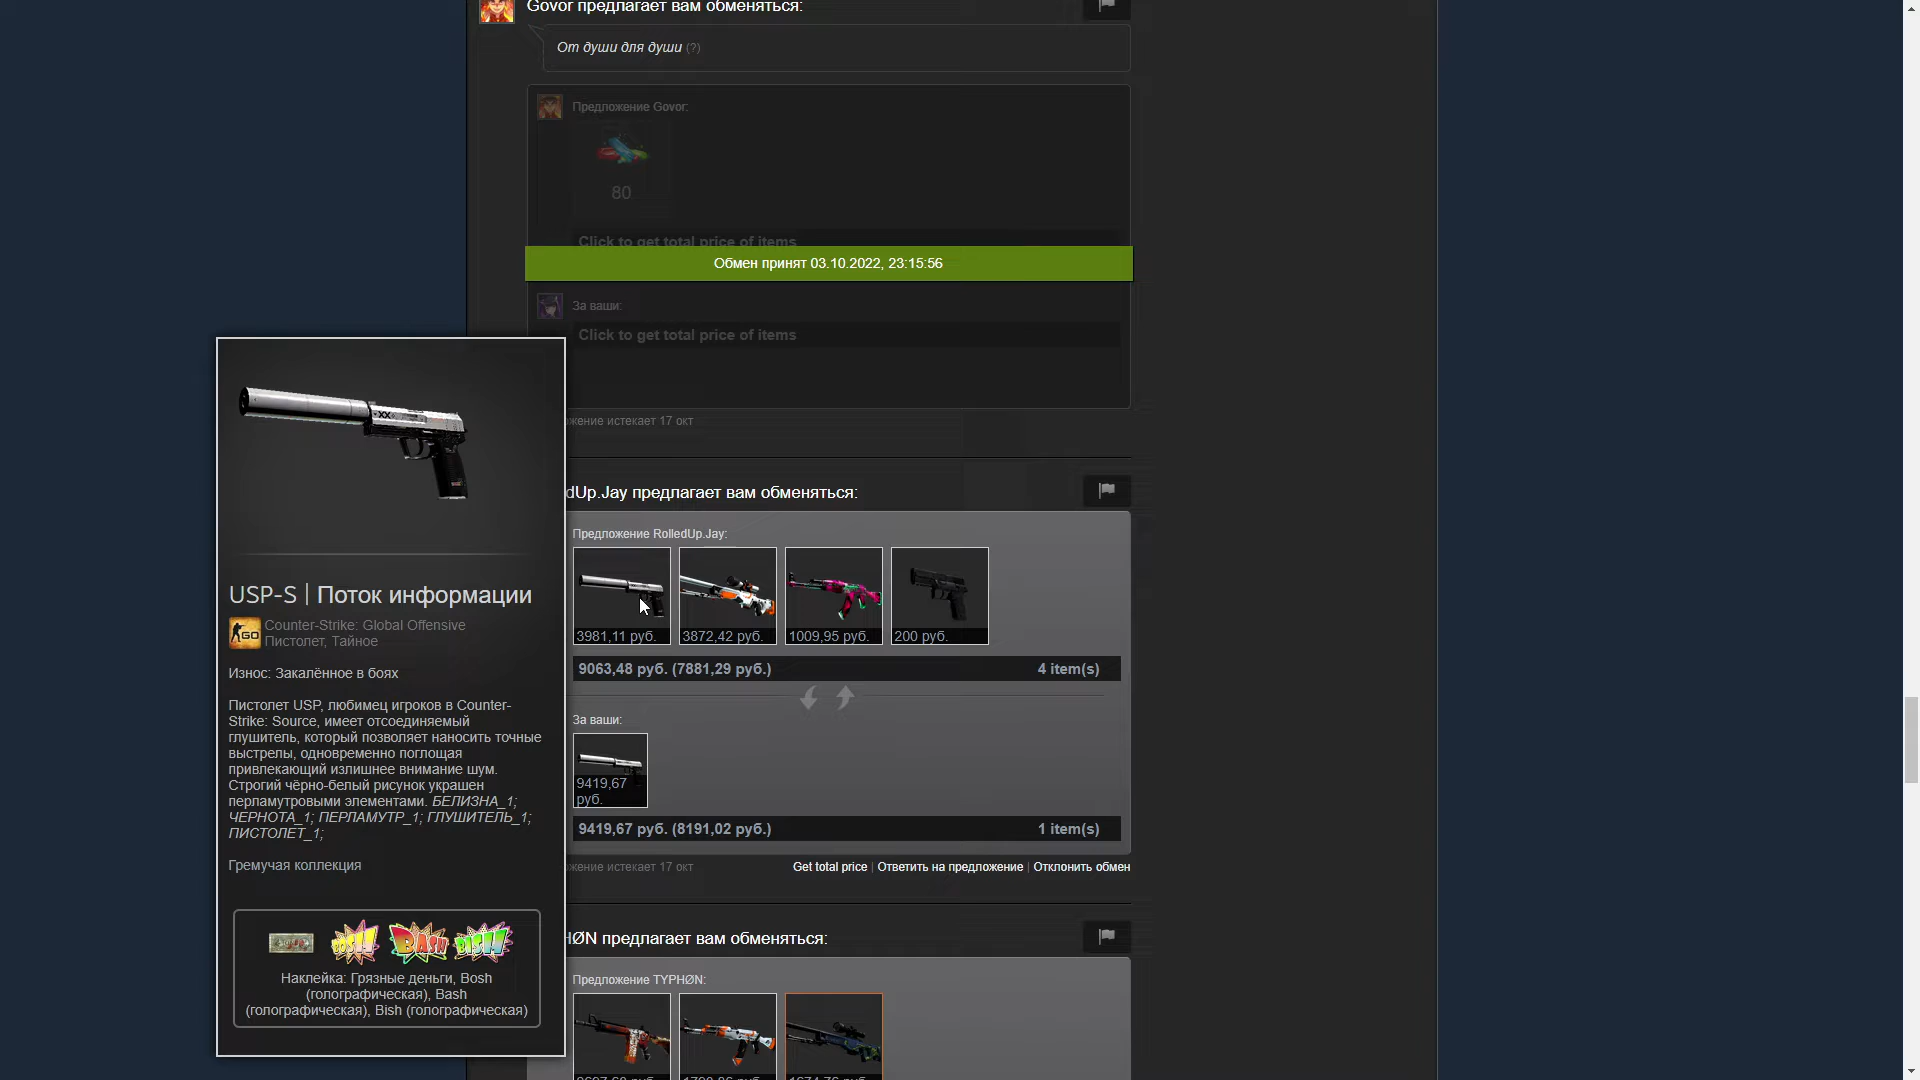 Govor предлагает вам обменяться:
От души для души (?)
Предложение Govor:
80
Click to get total price of items
Обмен принят 03.10.2022, 23:15:56
За ваши:
Click to get total price of items
истекает 17 окт
USP-S | Поток информации
GO
Counter-Strike: Global Offensive
Пистолет, Тайное
Износ: Закалённое в боях
Пистолет USP, любимец игроков в Counter-
Strike: Source, имеет отсоединяемый
глушитель, который позволяет наносить точные
выстрелы, одновременно поглощая
привлекающий излишнее внимание шум.
Строгий чёрно-белый рисунок украшен
перламутровыми элементами. БЕЛИЗНА_1;
ЧЕРНОТА_1; ПЕРЛАМУТР_1; ГЛУШИТЕЛЬ_1;
ПИСТОЛЕТ_1;
Гремучая коллекция
BOSH BASH BISH!
Наклейка: Грязные деньги, Bosh
(голографическая), Bash
(голографическая), Bish (голографическая)
dUp.Jay предлагает вам обменяться:
Предложение RolledUp.Jay:
3981,11 руб. 3872,42 руб. 1009,95 руб. 200 руб.
9063,48 руб. (7881,29 руб.) 4 item(s)
За ваши:
9419,67
руб.
9419,67 руб. (8191,02 руб.) 1 item(s)
истекает 17 окт Get total price | Ответить на предложение | Отклонить обмен
HØN предлагает вам обменяться:
Предложение TYPHØN: